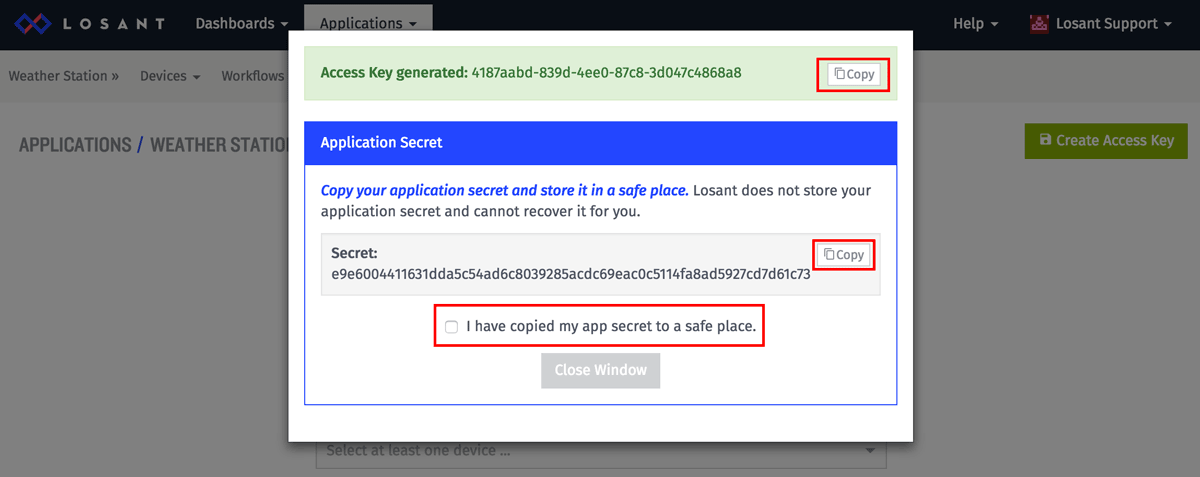 LOSANT Dashboards Applications Help Losant Support
Weather Station » Devices Workflows
Access Key generated: 4187aabd-839d-4ee0-87c8-3d047c4868a8 Copy
APPLICATIONS / WEATHER STATION
Create Access Key
Application Secret
Copy your application secret and store it in a safe place. Losant does not store your
application secret and cannot recover it for you.
Secret: Copy
e9e6004411631dda5c54ad6c8039285acdc69eac0c5114fa8ad5927cd7d61c73
I have copied my app secret to a safe place.
Close Window
Select at least one device ...